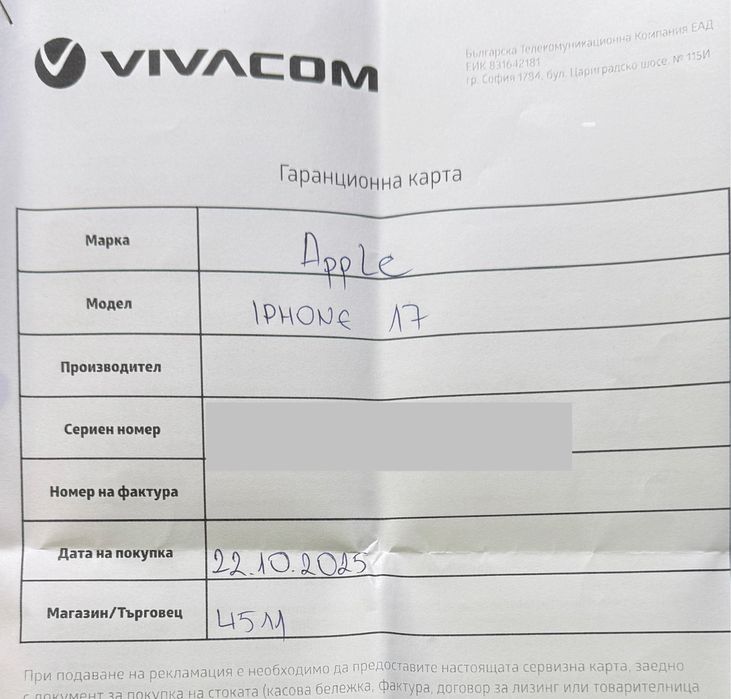 VIVACOM
Българска Телекомуникационна Компания ЕАД
ЕИК 831642181
гр. София 1784, бул. Цариградско шосе, № 115И
Гаранционна карта
Марка Apple
Модел IPHONE 17
Производител
Сериен номер
Номер на фактура
Дата на покупка 22.10.2025
Магазин/Търговец 4511
При подаване на рекламация е необходимо да предоставите настоящата сервизна карта, заедно
с документ за покупка на стоката (касова бележка, фактура, договор за лизинг или товарителница